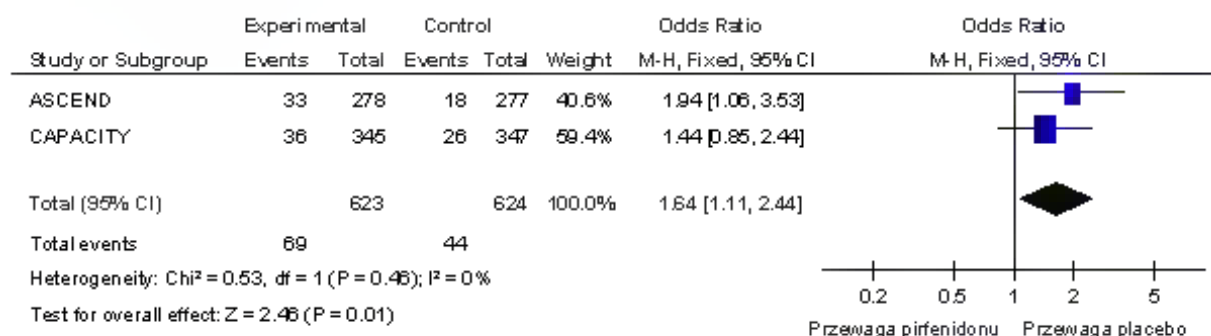 Experimental Control Odds Ratio Odds Ratio
Study or Subgroup Events Total Events Total Weight M-H, Fixed, 95% CI M-H, Fixed, 95% CI
ASCEND 33 278 18 277 40.6% 1.94 [1.06, 3.53]
CAPACITY 36 345 26 347 59.4% 1.44 [0.85, 2.44]
Total (95% CI) 623 624 100.0% 1.64 [1.11, 2.44]
Total events 69 44
Heterogeneity: Chi² = 0.53, df = 1 (P = 0.46); I² = 0%
Test for overall effect: Z = 2.46 (P = 0.01)
0.2 0.5 1 2 5
Przewaga pirfenidonu Przewaga placebo